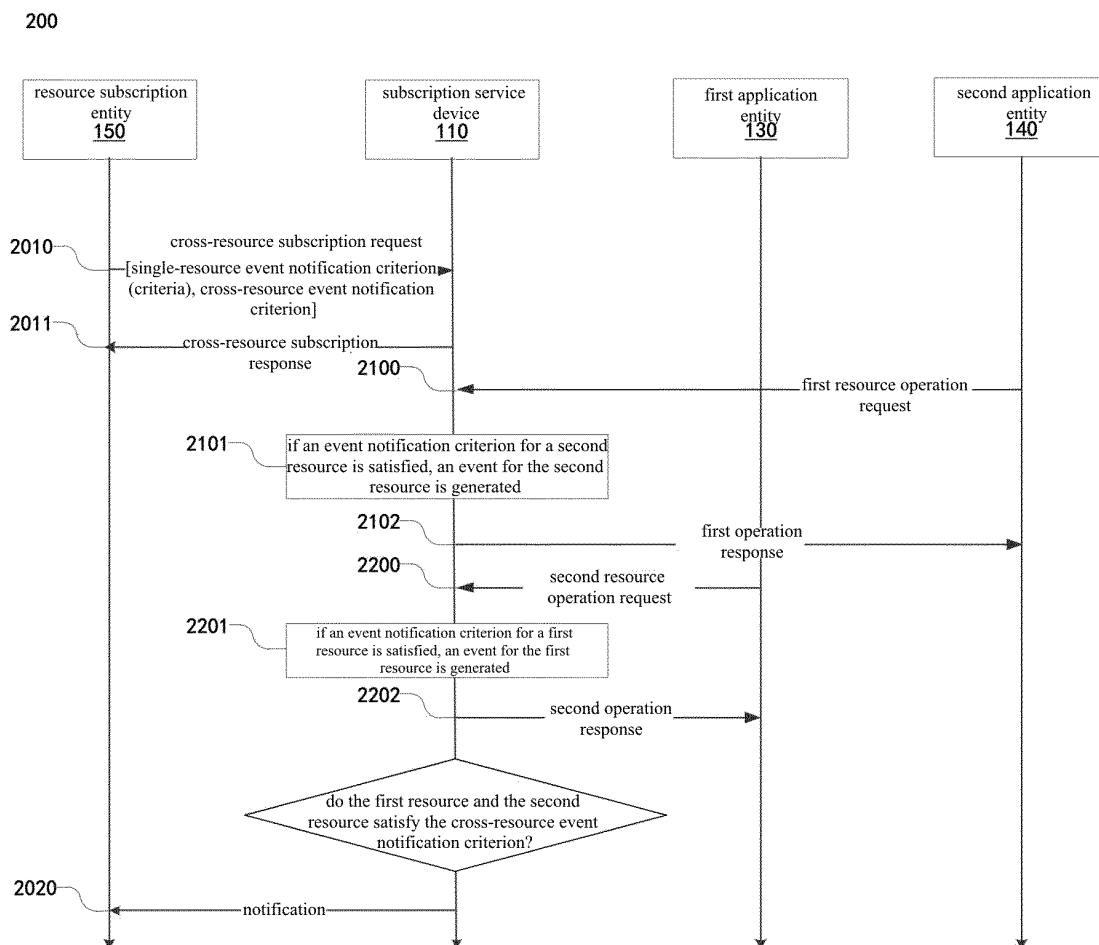 200
resource subscription
entity
150
subscription service
device
110
first application
entity
130
second application
entity
140
2010
cross-resource subscription request
[single-resource event notification criterion
(criteria), cross-resource event notification
criterion]
2011
cross-resource subscription
response
2100
first resource operation
request
2101
if an event notification criterion for a second
resource is satisfied, an event for the second
resource is generated
2102
first operation
response
2200
second resource
operation request
2201
if an event notification criterion for a first
resource is satisfied, an event for the first
resource is generated
2202
second operation
response
do the first resource and the second
resource satisfy the cross-resource event
notification criterion?
2020
notification